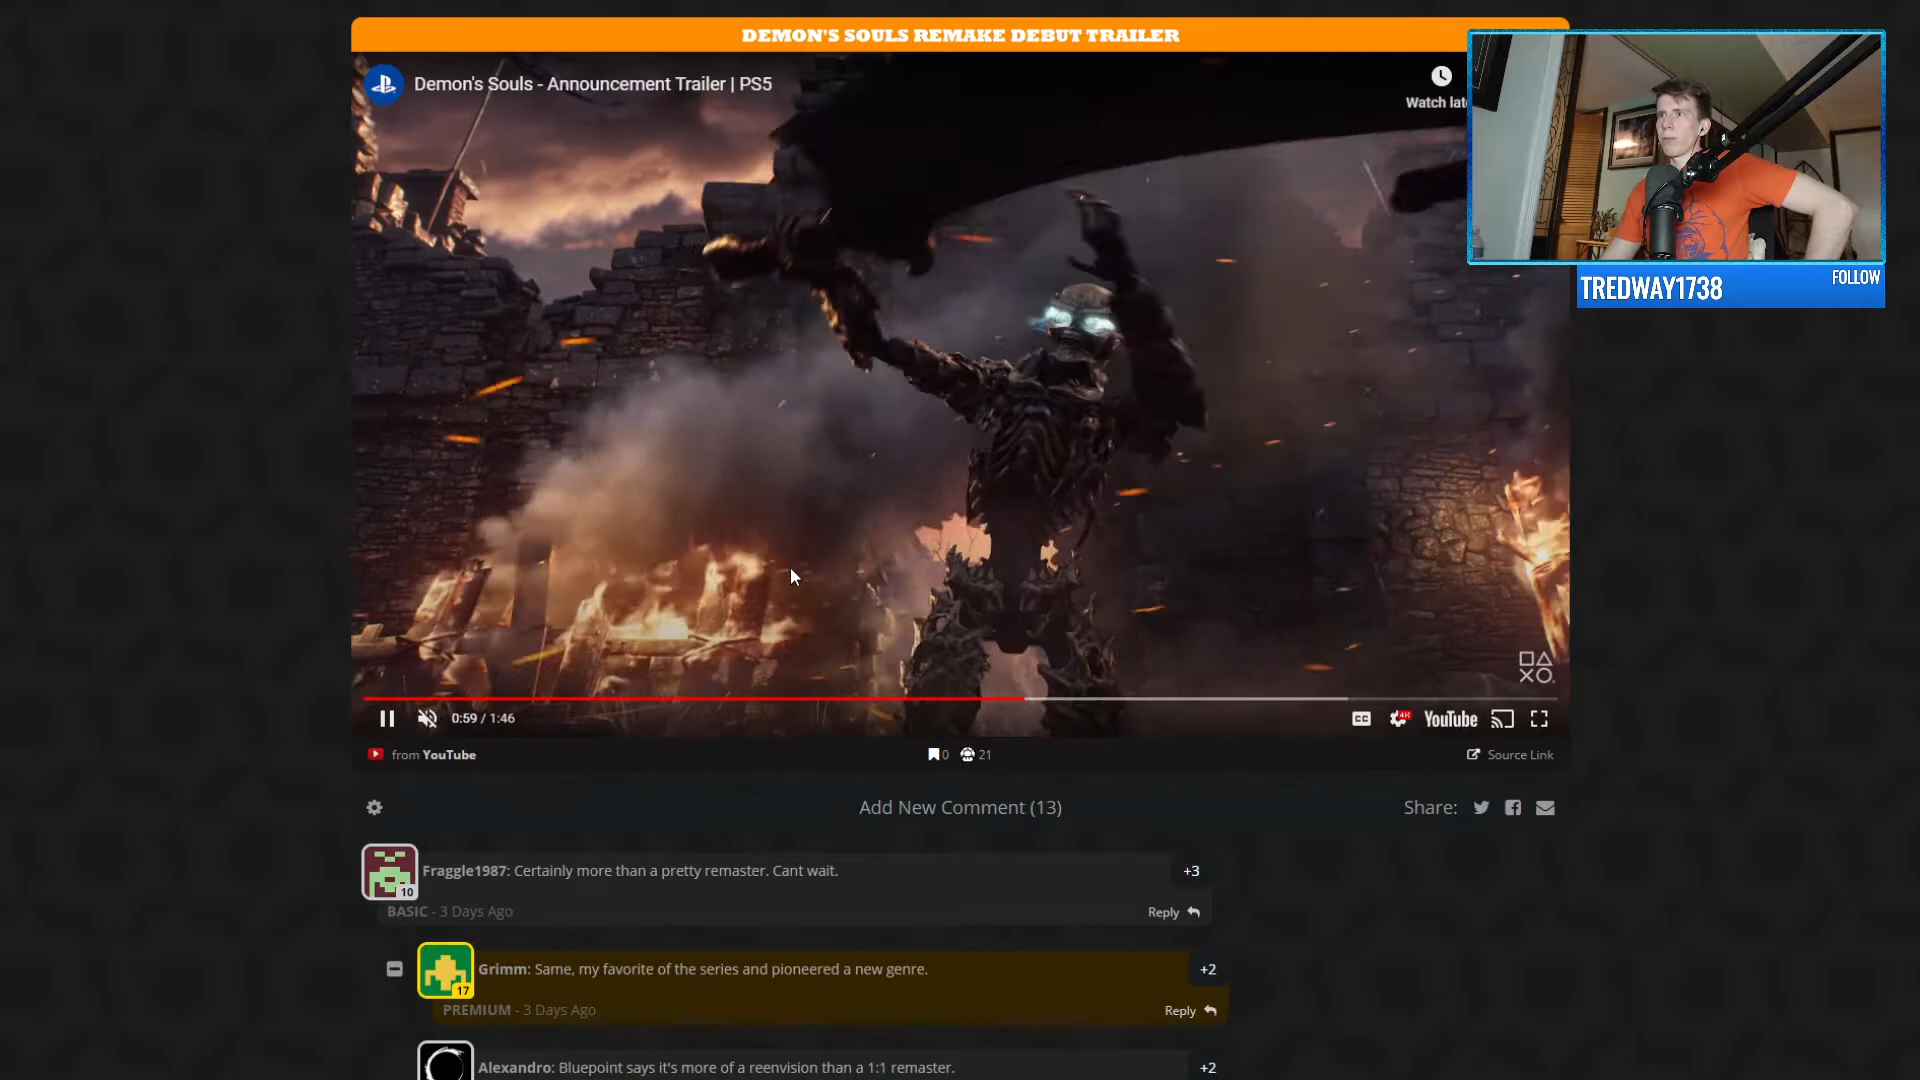 DEMON'S SOULS REMAKE DEBUT TRAILER
Demon's Souls - Announcement Trailer | PS5
Watch lat
TREDWAY1738
FOLLOW
0:59 / 1:46
CC
4K
YouTube
from YouTube
0
21
Source Link
Add New Comment (13)
Share:
Fraggle1987: Certainly more than a pretty remaster. Cant wait.
+3
10
BASIC - 3 Days Ago
Reply
Grimm: Same, my favorite of the series and pioneered a new genre.
+2
17
PREMIUM - 3 Days Ago
Reply
Alexandro: Bluepoint says it's more of a reenvision than a 1:1 remaster.
+2